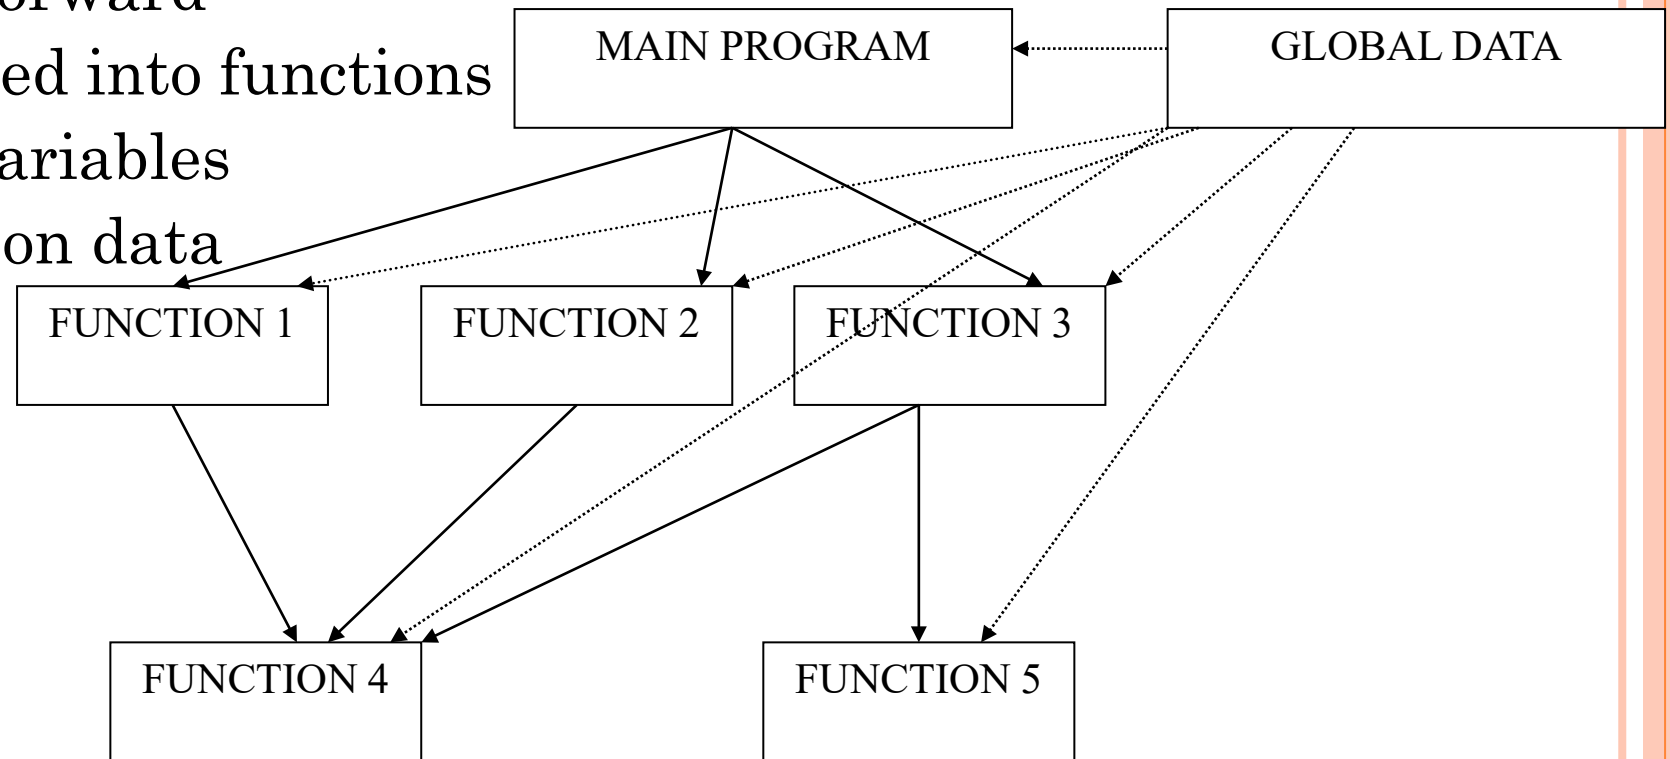 ed into functions
ariables
on data
MAIN PROGRAM
GLOBAL DATA
FUNCTION 1
FUNCTION 2
FUNCTION 3
FUNCTION 4
FUNCTION 5